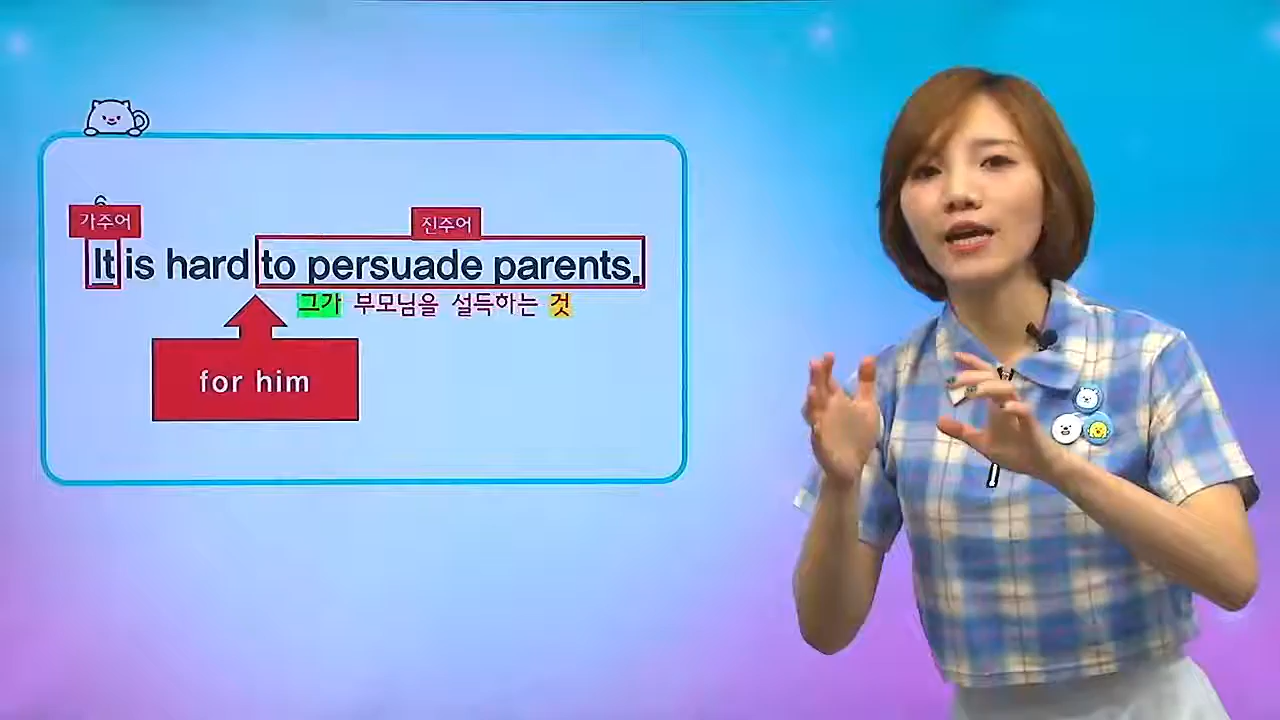 가주어
진주어
It is hard to persuade parents.
그가 부모님을 설득하는 것
for him